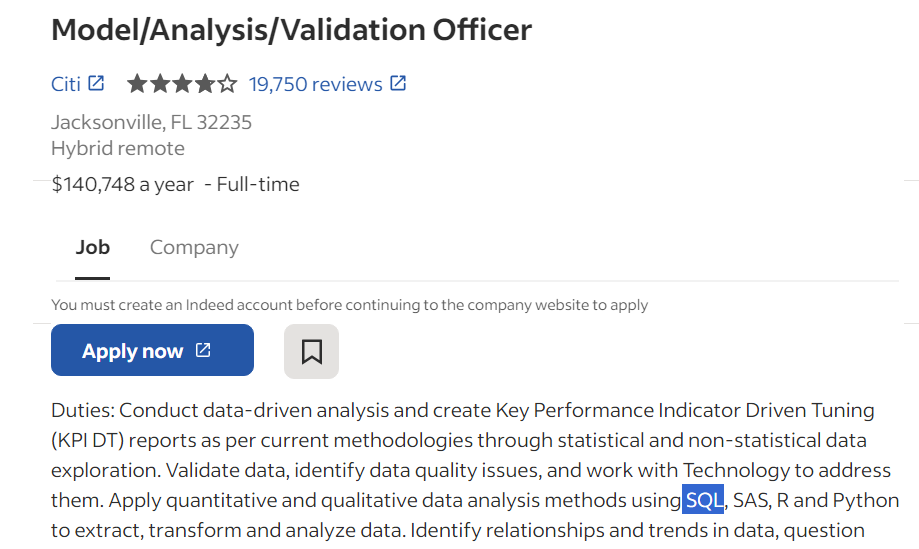 Model/Analysis/Validation Officer
Citi 19,750 reviews
Jacksonville, FL 32235
Hybrid remote
$140,748 a year - Full-time
Job Company
You must create an Indeed account before continuing to the company website to apply
Apply now
Duties: Conduct data-driven analysis and create Key Performance Indicator Driven Tuning
(KPI DT) reports as per current methodologies through statistical and non-statistical data
exploration. Validate data, identify data quality issues, and work with Technology to address
them. Apply quantitative and qualitative data analysis methods using SQL, SAS, R and Python
to extract, transform and analyze data. Identify relationships and trends in data, question